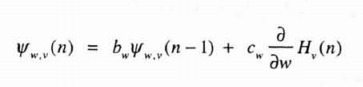 ψ_{w,v}(n) = b_w ψ_{w,v}(n−1) + c_w ∂/∂w H_v(n)